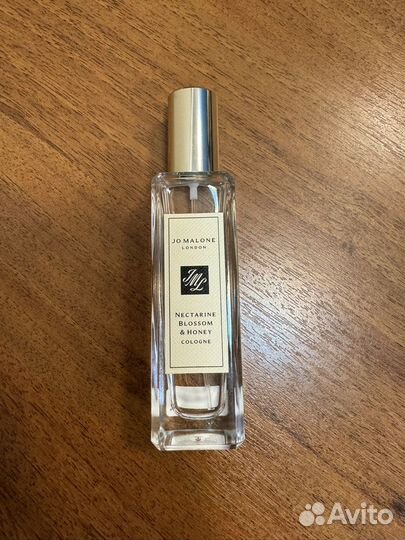 JO MALONE
LONDON
JML
NECTARINE
BLOSSOM
& HONEY
COLOGNE
Avito